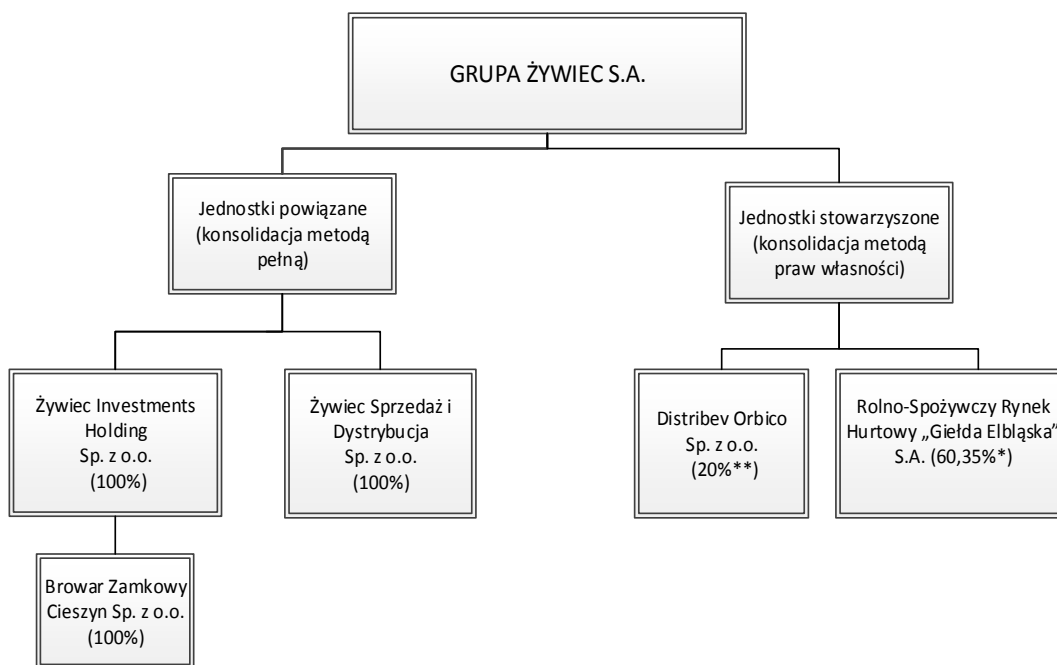 GRUPA ŻYWIEC S.A.
Jednostki powiązane
(konsolidacja metodą
pełną)
Jednostki stowarzyszone
(konsolidacja metodą
praw własności)
Żywiec Investments
Holding
Sp. z o.o.
(100%)
Żywiec Sprzedaż i
Dystrybucja
Sp. z o.o.
(100%)
Distribev Orbico
Sp. z o.o.
(20%**)
Rolno-Spożywczy Rynek
Hurtowy „Giełda Elbląska”
S.A. (60,35%*)
Browar Zamkowy
Cieszyn Sp. z o.o.
(100%)